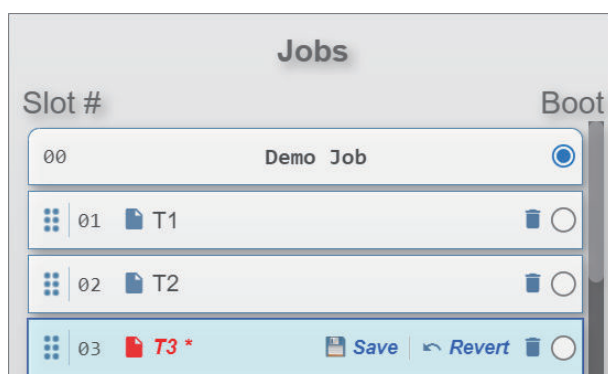 Jobs
Slot # Boot
00 Demo Job
01 T1
02 T2
03 T3 * Save Revert